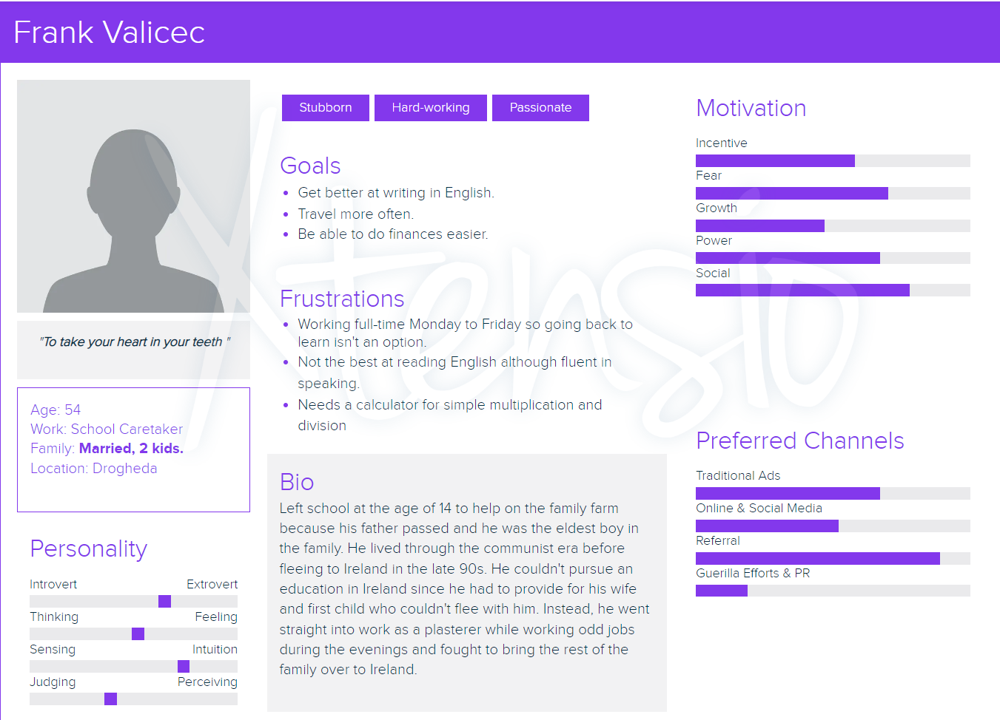 Frank Valicec
"To take your heart in your teeth "
Age: 54
Work: School Caretaker
Family: Married, 2 kids.
Location: Drogheda
Personality
Introvert Extrovert
Thinking Feeling
Sensing Intuition
Judging Perceiving
Stubborn Hard-working Passionate
Goals
• Get better at writing in English.
• Travel more often.
• Be able to do finances easier.
Frustrations
• Working full-time Monday to Friday so going back to
learn isn't an option.
• Not the best at reading English although fluent in
speaking.
• Needs a calculator for simple multiplication and
division
Bio
Left school at the age of 14 to help on the family farm
because his father passed and he was the eldest boy in
the family. He lived through the communist era before
fleeing to Ireland in the late 90s. He couldn't pursue an
education in Ireland since he had to provide for his wife
and first child who couldn't flee with him. Instead, he went
straight into work as a plasterer while working odd jobs
during the evenings and fought to bring the rest of the
family over to Ireland.
Motivation
Incentive
Fear
Growth
Power
Social
Preferred Channels
Traditional Ads
Online & Social Media
Referral
Guerilla Efforts & PR
Xtensio